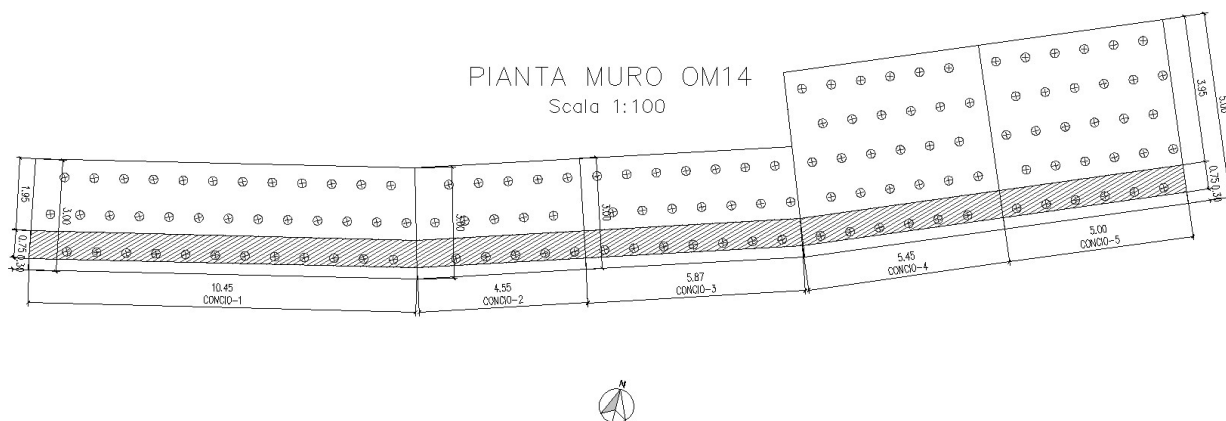 PIANTA MURO OM14
Scala 1:100
3.95
5.00
0.75
0.30
1.95
3.00
3.00
3.00
0.75
0.30
10.45
CONCIO-1
4.55
CONCIO-2
5.87
CONCIO-3
5.45
CONCIO-4
5.00
CONCIO-5
N